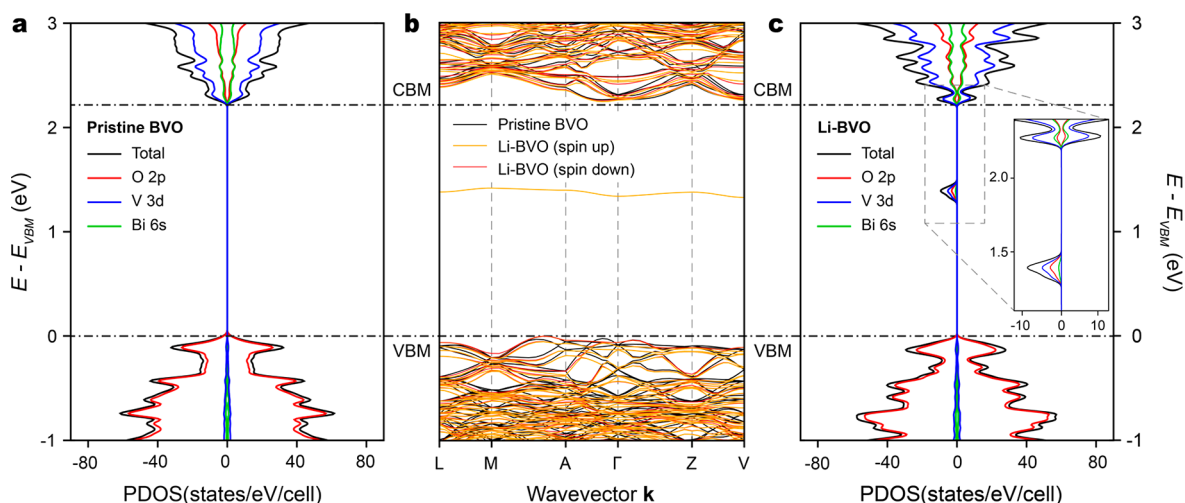 a
3
2
1
0
-1
E - E_VBM (eV)
Pristine BVO
Total
O 2p
V 3d
Bi 6s
-80
-40
0
40
80
PDOS(states/eV/cell)
b
CBM
VBM
Pristine BVO
Li-BVO (spin up)
Li-BVO (spin down)
L
M
A
Γ
Z
V
Wavevector k
c
CBM
VBM
Li-BVO
Total
O 2p
V 3d
Bi 6s
2.0
1.5
-10
0
10
3
2
1
0
-1
E - E_VBM (eV)
-80
-40
0
40
80
PDOS(states/eV/cell)